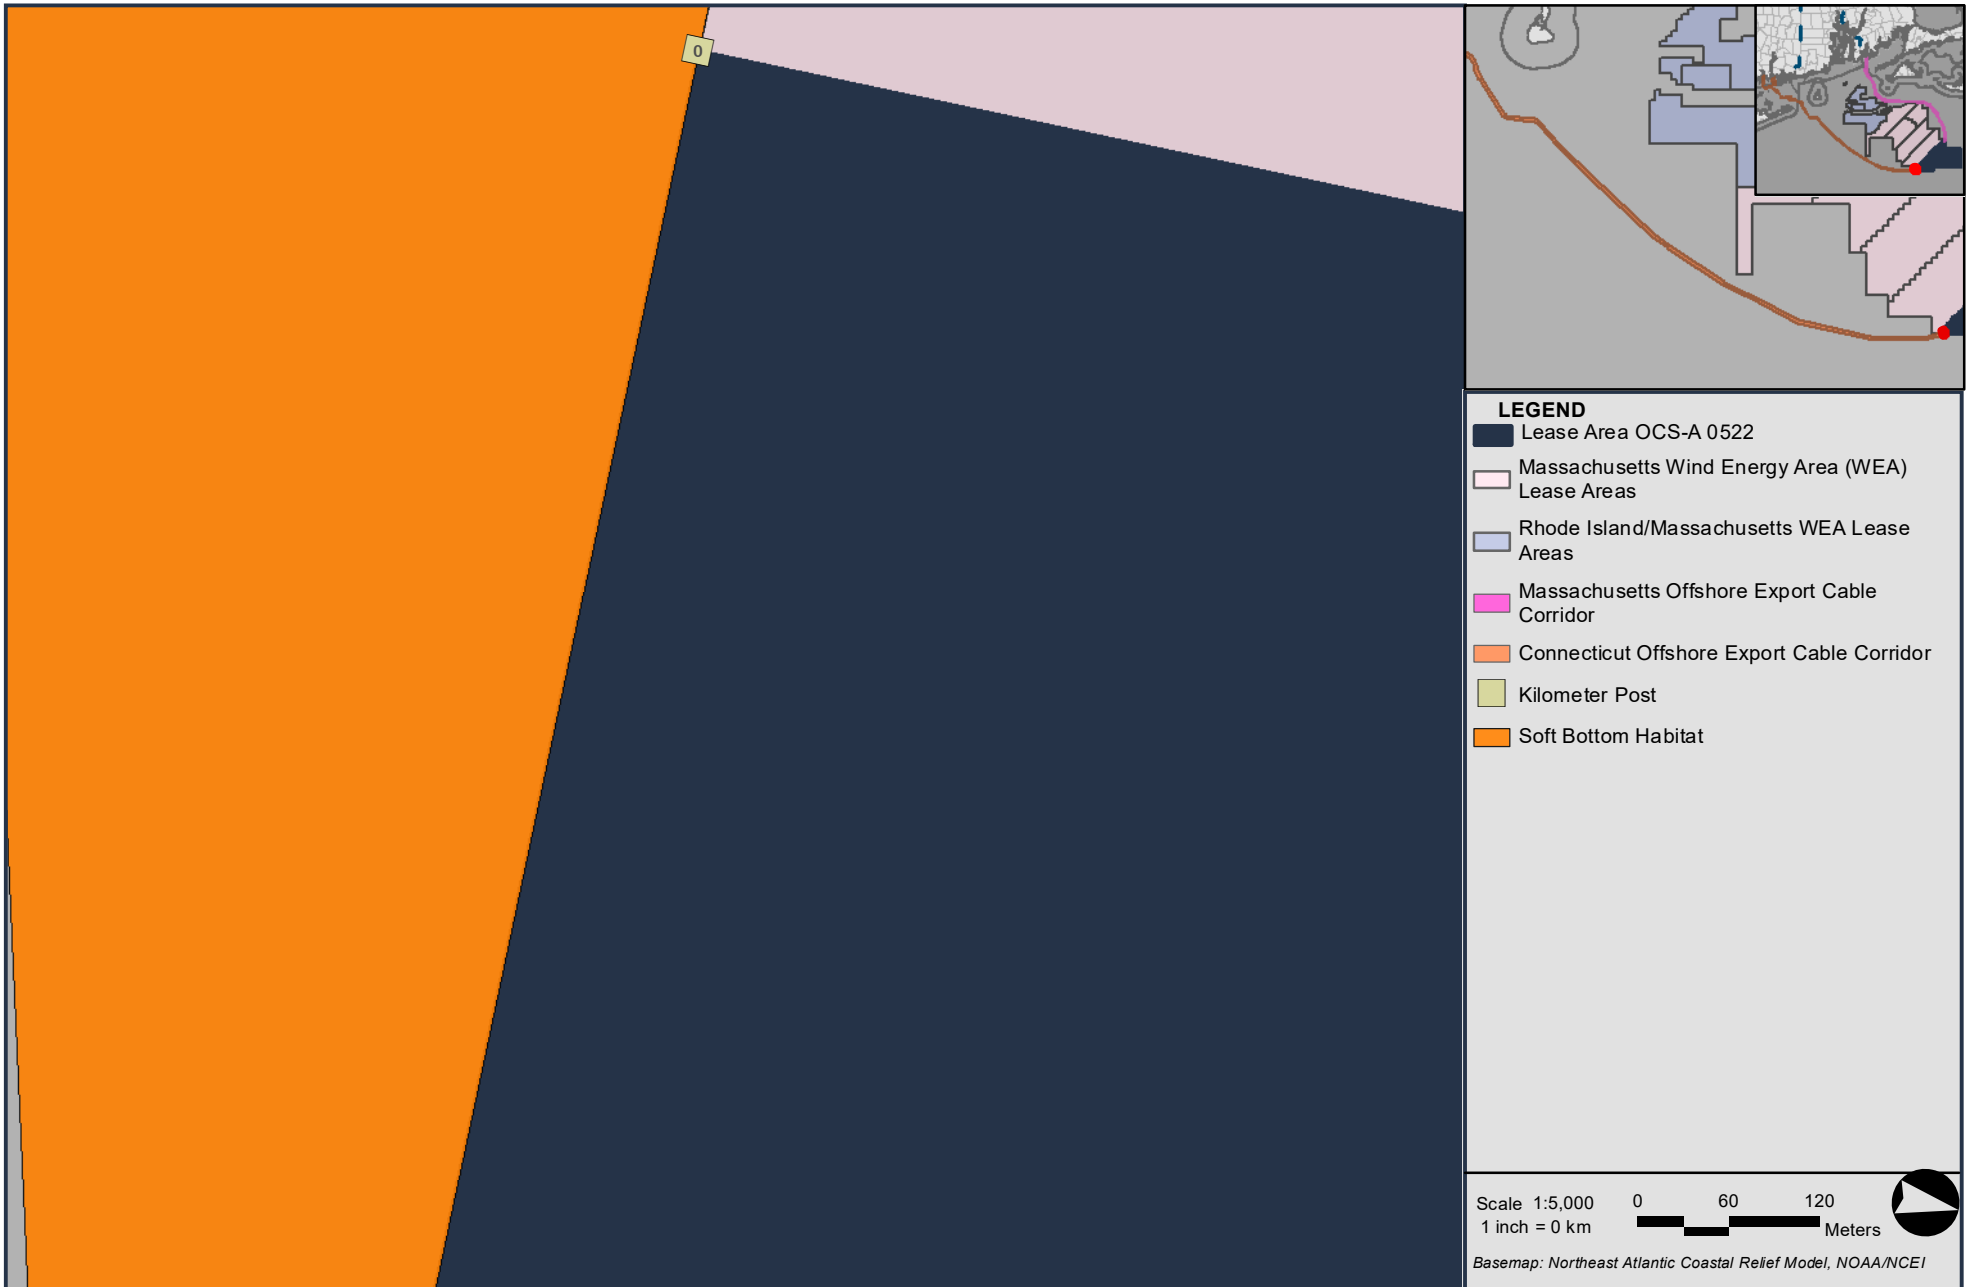 0
LEGEND
Lease Area OCS-A 0522
Massachusetts Wind Energy Area (WEA)
Lease Areas
Rhode Island/Massachusetts WEA Lease
Areas
Massachusetts Offshore Export Cable
Corridor
Connecticut Offshore Export Cable Corridor
Kilometer Post
Soft Bottom Habitat
Scale 1:5,000
1 inch = 0 km
0 60 120
Meters
Basemap: Northeast Atlantic Coastal Relief Model, NOAA/NCEI